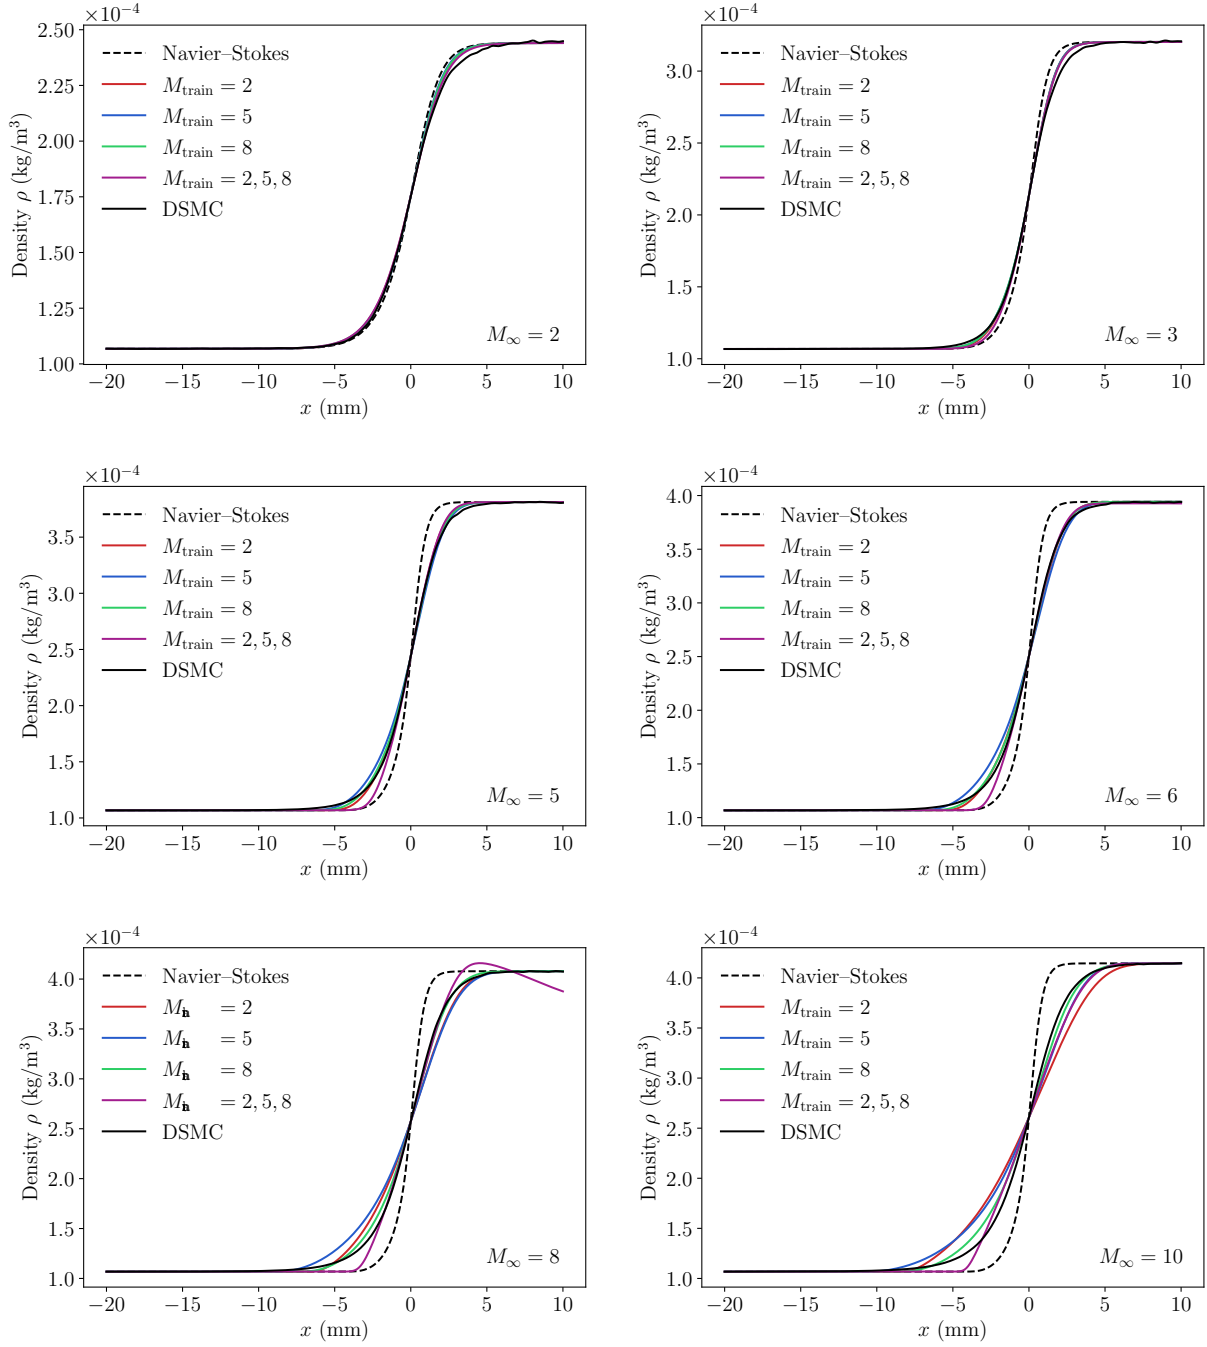 ×10⁻⁴
2.50
2.25
2.00
1.75
1.50
1.25
1.00
Density ρ (kg/m³)
Navier–Stokes
M_train = 2
M_train = 5
M_train = 8
M_train = 2, 5, 8
DSMC
M_∞ = 2
−20 −15 −10 −5 0 5 10
x (mm)
×10⁻⁴
3.0
2.5
2.0
1.5
1.0
Density ρ (kg/m³)
Navier–Stokes
M_train = 2
M_train = 5
M_train = 8
M_train = 2, 5, 8
DSMC
M_∞ = 3
−20 −15 −10 −5 0 5 10
x (mm)
×10⁻⁴
3.5
3.0
2.5
2.0
1.5
1.0
Density ρ (kg/m³)
Navier–Stokes
M_train = 2
M_train = 5
M_train = 8
M_train = 2, 5, 8
DSMC
M_∞ = 5
−20 −15 −10 −5 0 5 10
x (mm)
×10⁻⁴
4.0
3.5
3.0
2.5
2.0
1.5
1.0
Density ρ (kg/m³)
Navier–Stokes
M_train = 2
M_train = 5
M_train = 8
M_train = 2, 5, 8
DSMC
M_∞ = 6
−20 −15 −10 −5 0 5 10
x (mm)
×10⁻⁴
4.0
3.5
3.0
2.5
2.0
1.5
1.0
Density ρ (kg/m³)
Navier–Stokes
M = 2
M = 5
M = 8
M = 2, 5, 8
DSMC
M_∞ = 8
−20 −15 −10 −5 0 5 10
x (mm)
×10⁻⁴
4.0
3.5
3.0
2.5
2.0
1.5
1.0
Density ρ (kg/m³)
Navier–Stokes
M_train = 2
M_train = 5
M_train = 8
M_train = 2, 5, 8
DSMC
M_∞ = 10
−20 −15 −10 −5 0 5 10
x (mm)